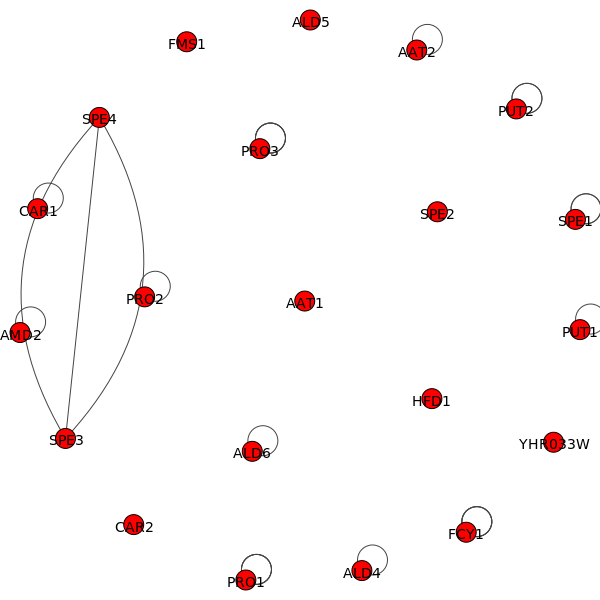 ALD5
FMS1
AAT2
PUT2
SPE4
PRO3
CAR1
SPE2
SPE1
PRO2
AAT1
AMD2
PUT1
HFD1
SPE3
YHR033W
ALD6
CAR2
FCY1
PRO1
ALD4